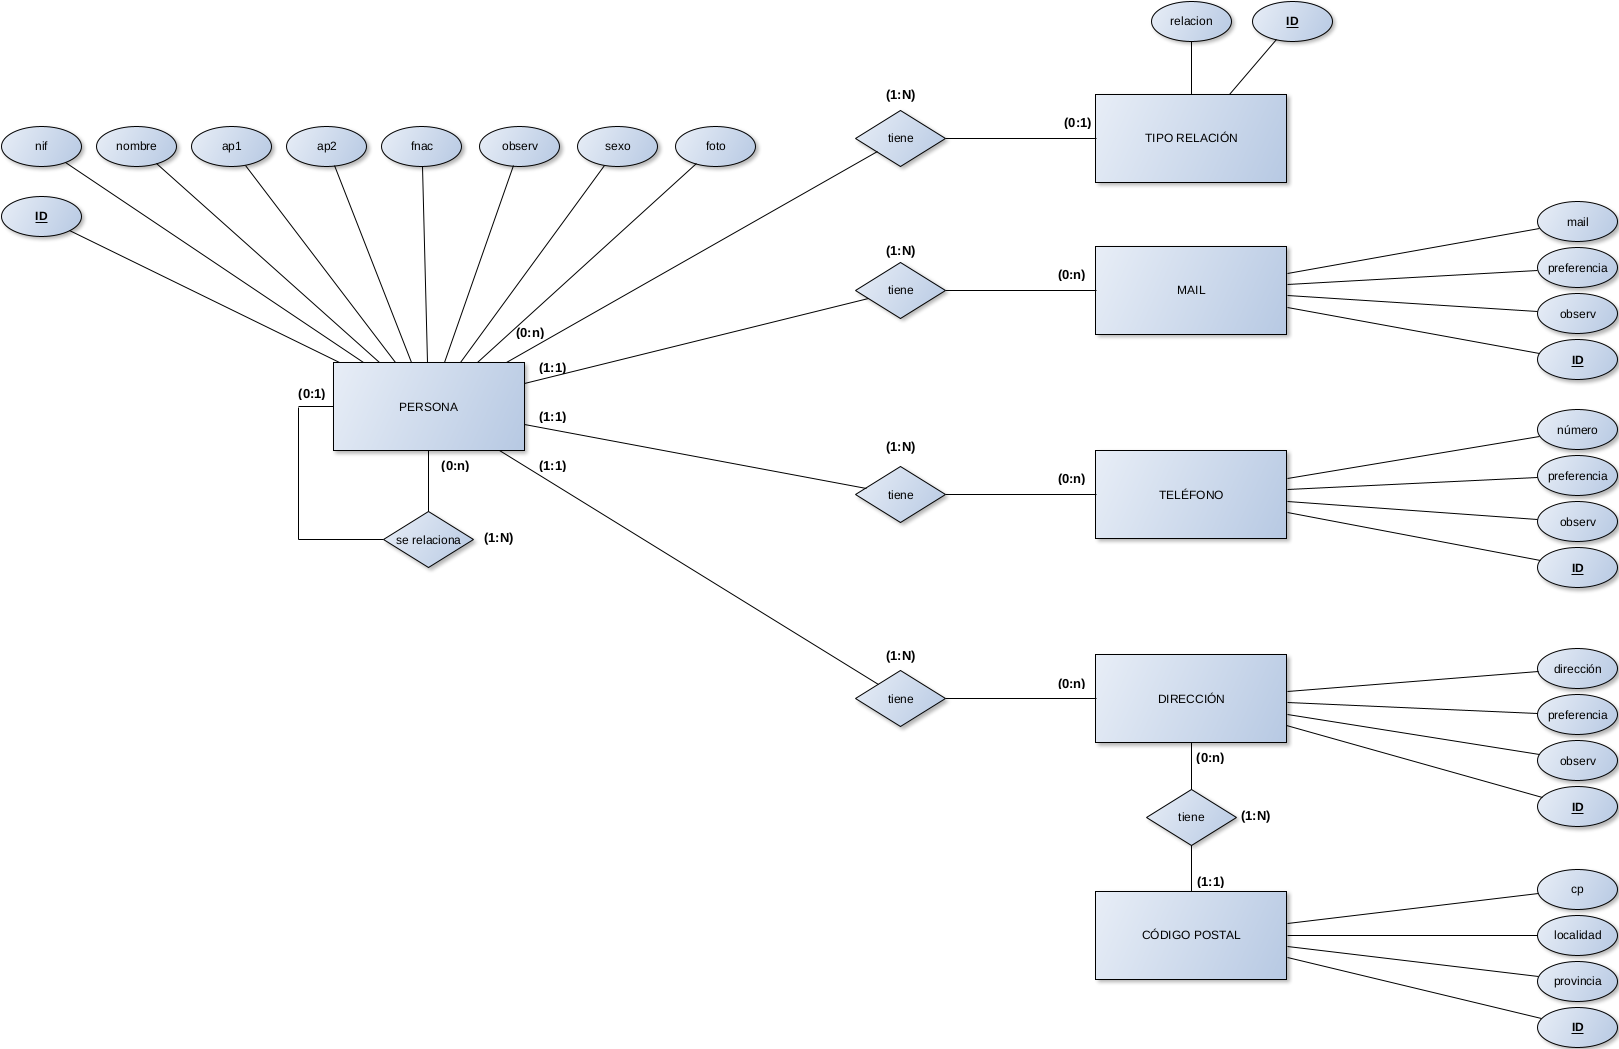 relacion
ID
(1:N)
tiene
(0:1)
TIPO RELACIÓN
nif
nombre
ap1
ap2
fnac
observ
sexo
foto
ID
mail
preferencia
observ
ID
(1:N)
tiene
(0:n)
MAIL
(0:n)
(1:1)
(0:1)
PERSONA
(1:1)
(0:n)
(1:1)
se relaciona
(1:N)
número
preferencia
observ
ID
(1:N)
tiene
(0:n)
TELÉFONO
(1:N)
tiene
(0:n)
DIRECCIÓN
dirección
preferencia
observ
ID
(0:n)
tiene
(1:N)
(1:1)
CÓDIGO POSTAL
cp
localidad
provincia
ID